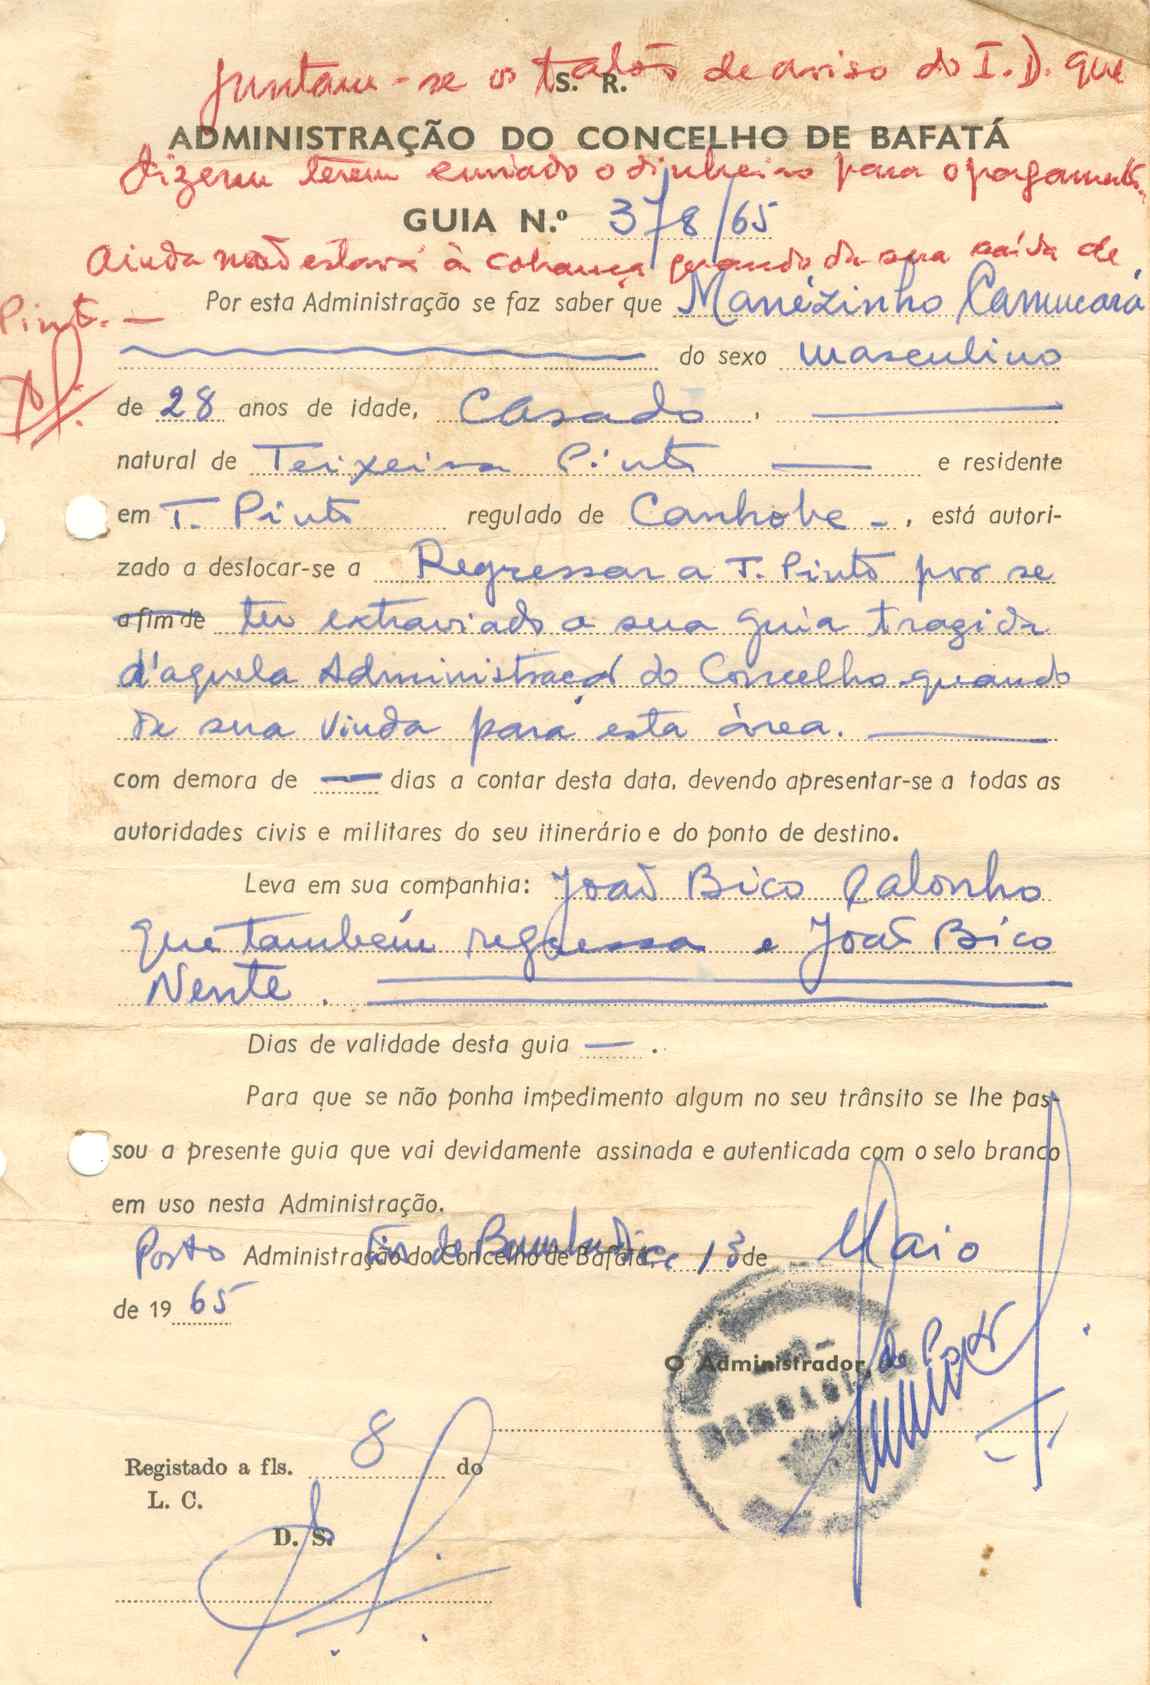 Juntam-se os talões de aviso do I.D. que
S. R.
ADMINISTRAÇÃO DO CONCELHO DE BAFATÁ
dizem terem enviado o dinheiro para o pagamento.
GUIA N.º 378/65
Ainda não estava à cobrança quando da sua saída de
Pinto. —
Por esta Administração se faz saber que Manézinho Camucará
do sexo masculino
de 28 anos de idade, Casado,
natural de Teixeira Pinto — e residente
em T. Pinto regulado de Canhobe -, está autori-
zado a deslocar-se a Regressar a T. Pinto por se
a fim de ter extraviado a sua guia tragida
d'aquela Administração do Concelho quando
de sua vinda para esta área. —
com demora de — dias a contar desta data, devendo apresentar-se a todas as
autoridades civis e militares do seu itinerário e do ponto de destino.
Leva em sua companhia: João Bico
que também regressa e João Bico
Nente.
Dias de validade desta guia — .
Para que se não ponha impedimento algum no seu trânsito se lhe pas-
sou a presente guia que vai devidamente assinada e autenticada com o selo branco
em uso nesta Administração.
Posto Administração do Concelho de Bafatá, de Bambadinca 13 de Maio
de 1965
O Administrador, de Posto
Registado a fls. 8 do
L. C.
D. S.